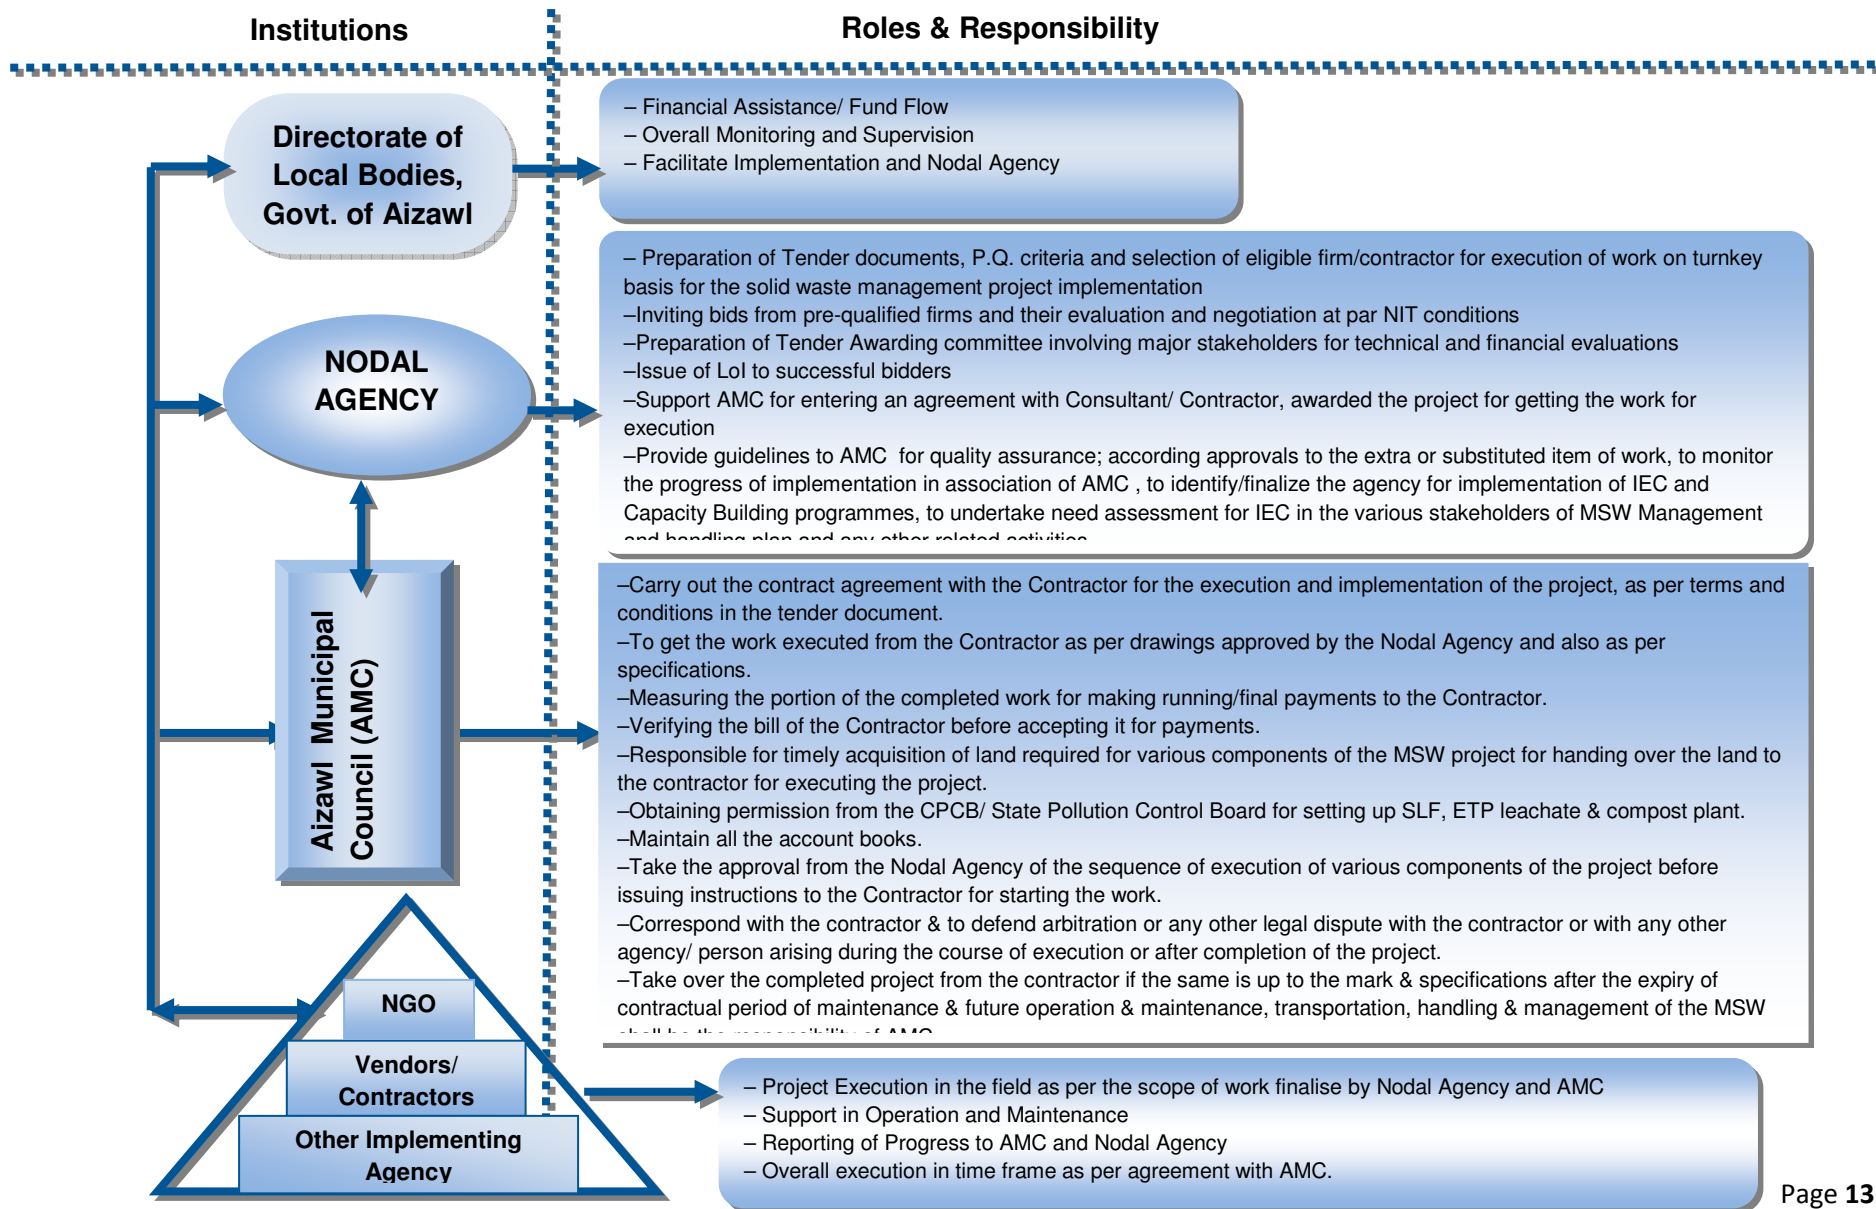 Institutions
Roles & Responsibility
Directorate of
Local Bodies,
Govt. of Aizawl
– Financial Assistance/ Fund Flow
– Overall Monitoring and Supervision
– Facilitate Implementation and Nodal Agency
NODAL
AGENCY
– Preparation of Tender documents, P.Q. criteria and selection of eligible firm/contractor for execution of work on turnkey
basis for the solid waste management project implementation
–Inviting bids from pre-qualified firms and their evaluation and negotiation at par NIT conditions
–Preparation of Tender Awarding committee involving major stakeholders for technical and financial evaluations
–Issue of LoI to successful bidders
–Support AMC for entering an agreement with Consultant/ Contractor, awarded the project for getting the work for
execution
–Provide guidelines to AMC for quality assurance; according approvals to the extra or substituted item of work, to monitor
the progress of implementation in association of AMC , to identify/finalize the agency for implementation of IEC and
Capacity Building programmes, to undertake need assessment for IEC in the various stakeholders of MSW Management
and handling plan and any other related activities
Aizawl Municipal
Council (AMC)
–Carry out the contract agreement with the Contractor for the execution and implementation of the project, as per terms and
conditions in the tender document.
–To get the work executed from the Contractor as per drawings approved by the Nodal Agency and also as per
specifications.
–Measuring the portion of the completed work for making running/final payments to the Contractor.
–Verifying the bill of the Contractor before accepting it for payments.
–Responsible for timely acquisition of land required for various components of the MSW project for handing over the land to
the contractor for executing the project.
–Obtaining permission from the CPCB/ State Pollution Control Board for setting up SLF, ETP leachate & compost plant.
–Maintain all the account books.
–Take the approval from the Nodal Agency of the sequence of execution of various components of the project before
issuing instructions to the Contractor for starting the work.
–Correspond with the contractor & to defend arbitration or any other legal dispute with the contractor or with any other
agency/ person arising during the course of execution or after completion of the project.
–Take over the completed project from the contractor if the same is up to the mark & specifications after the expiry of
contractual period of maintenance & future operation & maintenance, transportation, handling & management of the MSW
shall be the responsibility of AMC
NGO
Vendors/
Contractors
Other Implementing
Agency
– Project Execution in the field as per the scope of work finalise by Nodal Agency and AMC
– Support in Operation and Maintenance
– Reporting of Progress to AMC and Nodal Agency
– Overall execution in time frame as per agreement with AMC.
Page 13